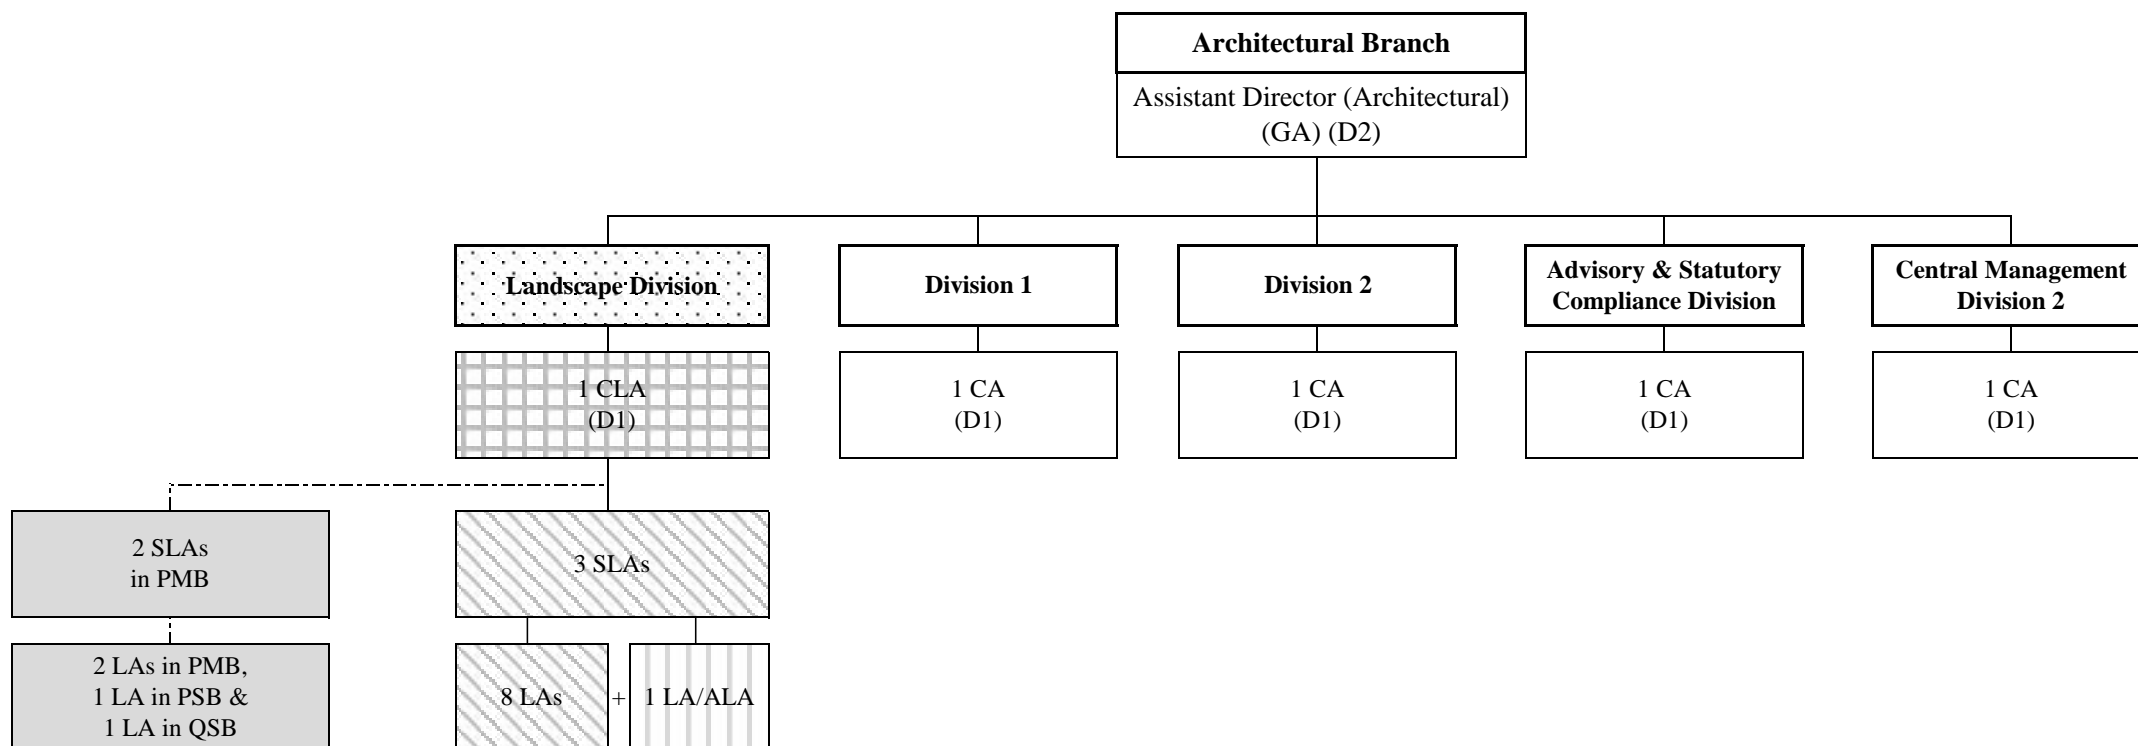 Architectural Branch
Assistant Director (Architectural)
(GA) (D2)
Landscape Division
Division 1
Division 2
Advisory & Statutory
Compliance Division
Central Management
Division 2
1 CLA
(D1)
1 CA
(D1)
1 CA
(D1)
1 CA
(D1)
1 CA
(D1)
2 SLAs
in PMB
3 SLAs
2 LAs in PMB,
1 LA in PSB &
1 LA in QSB
8 LAs + 1 LA/ALA